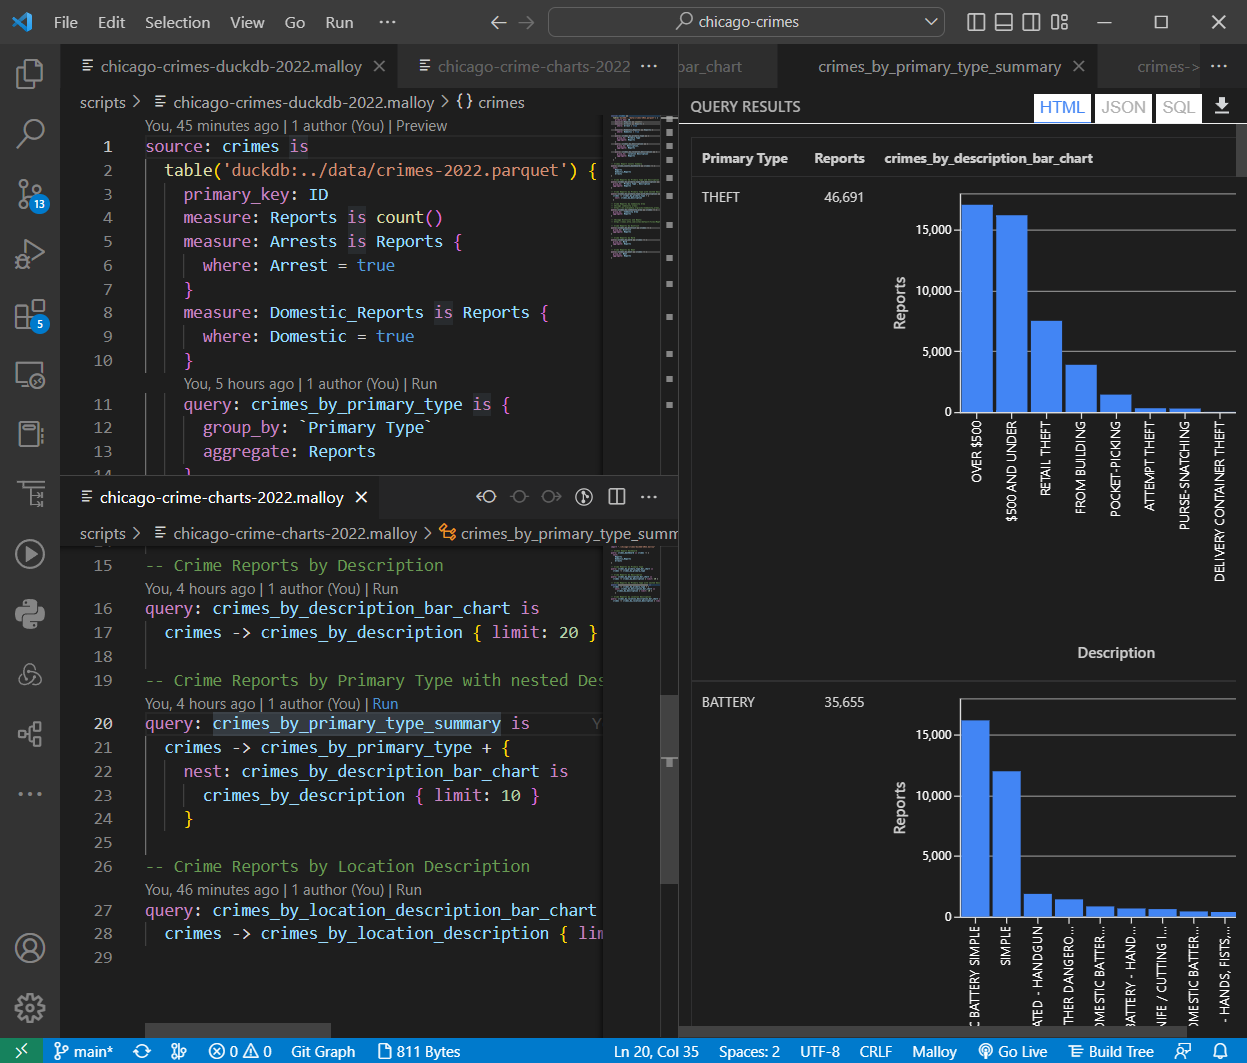 File Edit Selection View Go Run ··· chicago-crimes
chicago-crimes-duckdb-2022.malloy
chicago-crime-charts-2022
scripts > chicago-crimes-duckdb-2022.malloy > {} crimes
You, 45 minutes ago | 1 author (You) | Preview
1 source: crimes is
2 table('duckdb:../data/crimes-2022.parquet') {
3 primary_key: ID
4 measure: Reports is count()
5 measure: Arrests is Reports {
6 where: Arrest = true
7 }
8 measure: Domestic_Reports is Reports {
9 where: Domestic = true
10 }
You, 5 hours ago | 1 author (You) | Run
11 query: crimes_by_primary_type is {
12 group_by: `Primary Type`
13 aggregate: Reports
14 }
chicago-crime-charts-2022.malloy
scripts > chicago-crime-charts-2022.malloy > crimes_by_primary_type_summ
15 -- Crime Reports by Description
You, 4 hours ago | 1 author (You) | Run
16 query: crimes_by_description_bar_chart is
17 crimes -> crimes_by_description { limit: 20 }
18
19 -- Crime Reports by Primary Type with nested Des
You, 4 hours ago | 1 author (You) | Run
20 query: crimes_by_primary_type_summary is Y
21 crimes -> crimes_by_primary_type + {
22 nest: crimes_by_description_bar_chart is
23 crimes_by_description { limit: 10 }
24 }
25
26 -- Crime Reports by Location Description
You, 46 minutes ago | 1 author (You) | Run
27 query: crimes_by_location_description_bar_chart
28 crimes -> crimes_by_location_description { lim
29
13
5
bar_chart crimes_by_primary_type_summary crimes->
QUERY RESULTS HTML JSON SQL
Primary Type Reports crimes_by_description_bar_chart
THEFT 46,691
15,000
10,000
5,000
0
Reports
OVER $500
$500 AND UNDER
RETAIL THEFT
FROM BUILDING
POCKET-PICKING
ATTEMPT THEFT
PURSE-SNATCHING
DELIVERY CONTAINER THEFT
Description
BATTERY 35,655
15,000
10,000
5,000
0
Reports
C BATTERY SIMPLE
SIMPLE
ATED - HANDGUN
THER DANGERO...
OMESTIC BATTER...
BATTERY - HAND...
NIFE / CUTTING I...
OMESTIC BATTER...
- HANDS, FISTS,...
main* 0 0 Git Graph 811 Bytes Ln 20, Col 35 Spaces: 2 UTF-8 CRLF Malloy Go Live Build Tree